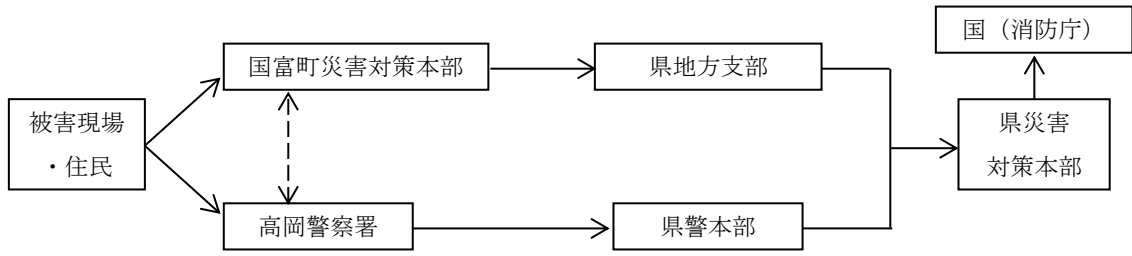 国（消防庁）
国富町災害対策本部
県地方支部
被害現場
・住民
県災害
対策本部
高岡警察署
県警本部